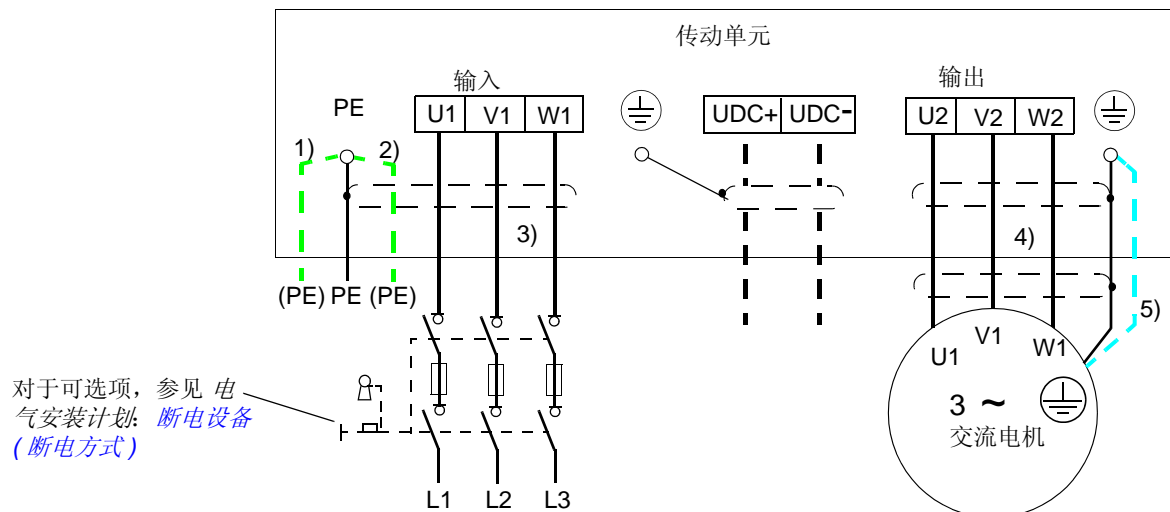 传动单元
输入
输出
PE
U1 V1 W1
UDC+ UDC-
U2 V2 W2
1)
2)
3)
4)
5)
(PE) PE (PE)
U1
V1
W1
3 ~
交流电机
对于可选项，参见 电
气安装计划: 断电设备
( 断电方式 )
L1 L2 L3